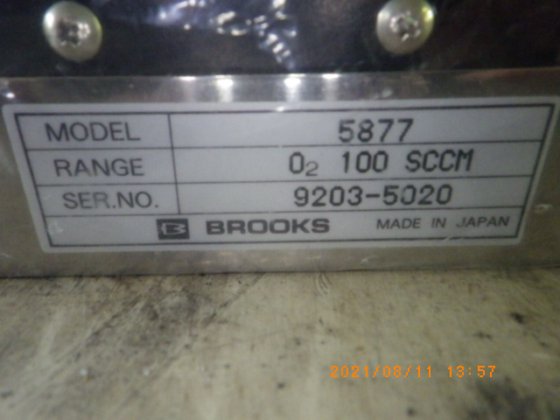 MODEL 5877
RANGE O₂ 100 SCCM
SER.NO. 9203-5020
B BROOKS MADE IN JAPAN
2021/08/11 13:57